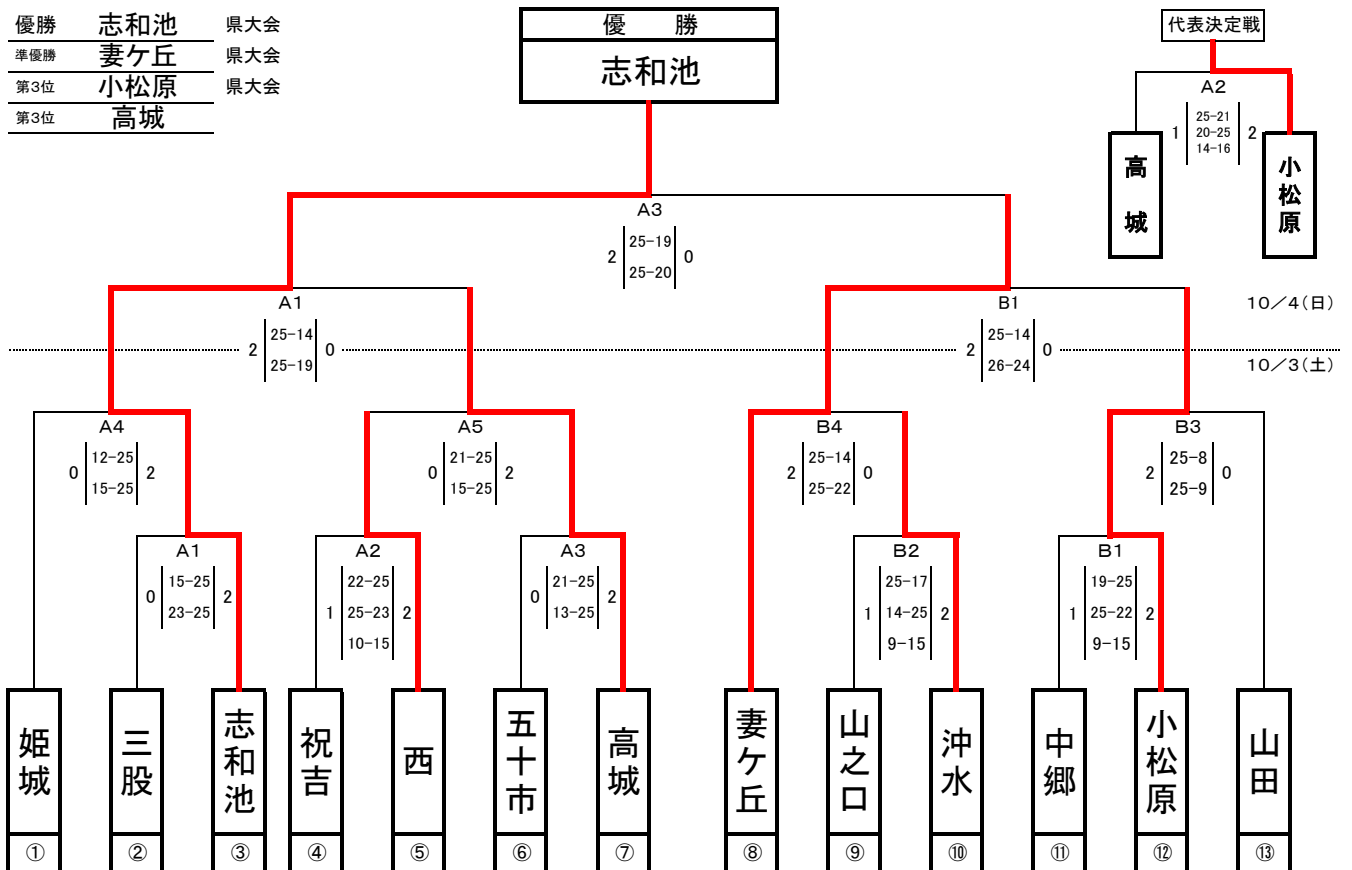 優勝 志和池 県大会
準優勝 妻ケ丘 県大会
第3位 小松原 県大会
第3位 高城
優 勝
志和池
代表決定戦
A2
25-21
1 20-25 2
14-16
高城
小松原
A3
25-19
2 0
25-20
A1
25-14
2 0
25-19
B1
25-14
2 0
26-24
10/4(日)
10/3(土)
A4
12-25
0 2
15-25
A5
21-25
0 2
15-25
B4
25-14
2 0
25-22
B3
25-8
2 0
25-9
A1
15-25
0 2
23-25
A2
22-25
1 25-23 2
10-15
A3
21-25
0 2
13-25
B2
25-17
1 14-25 2
9-15
B1
19-25
1 25-22 2
9-15
姫城
三股
志和池
祝吉
西
五十市
高城
妻ケ丘
山之口
沖水
中郷
小松原
山田
① ② ③ ④ ⑤ ⑥ ⑦ ⑧ ⑨ ⑩ ⑪ ⑫ ⑬